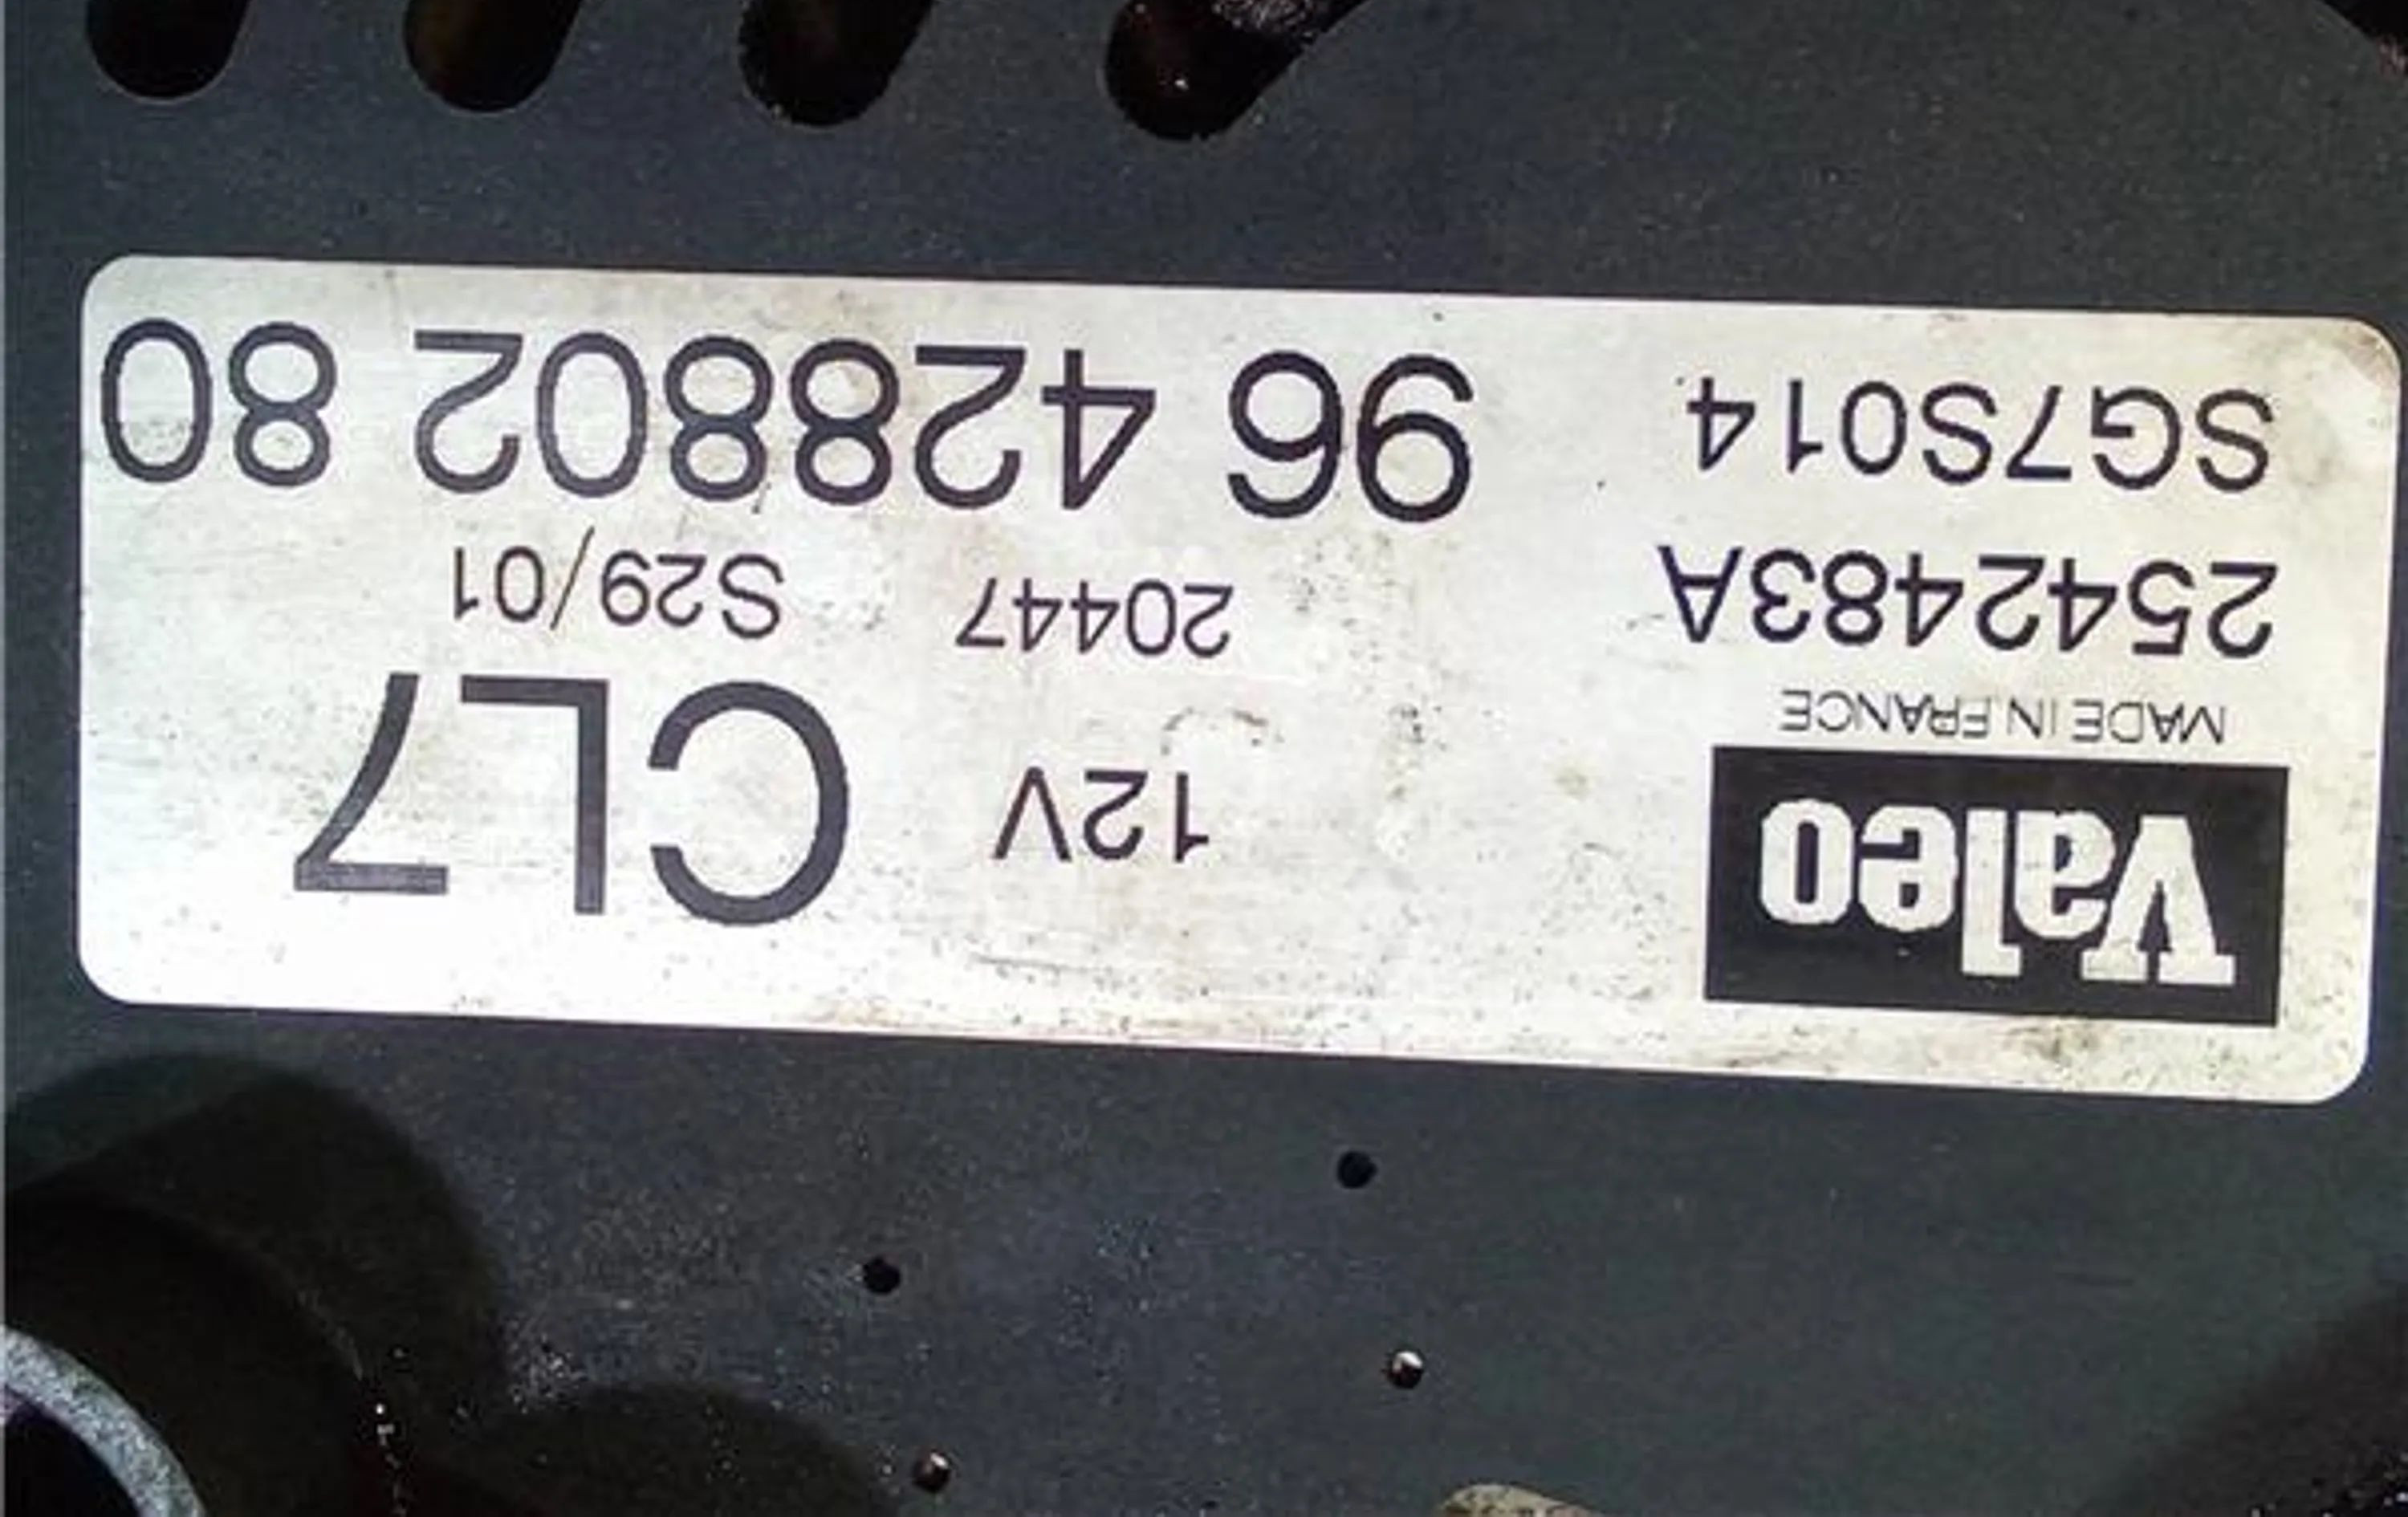 Valeo
MADE IN FRANCE
2542483A
SG7S014
12V
CL7
20447
S29/01
96 428802 80